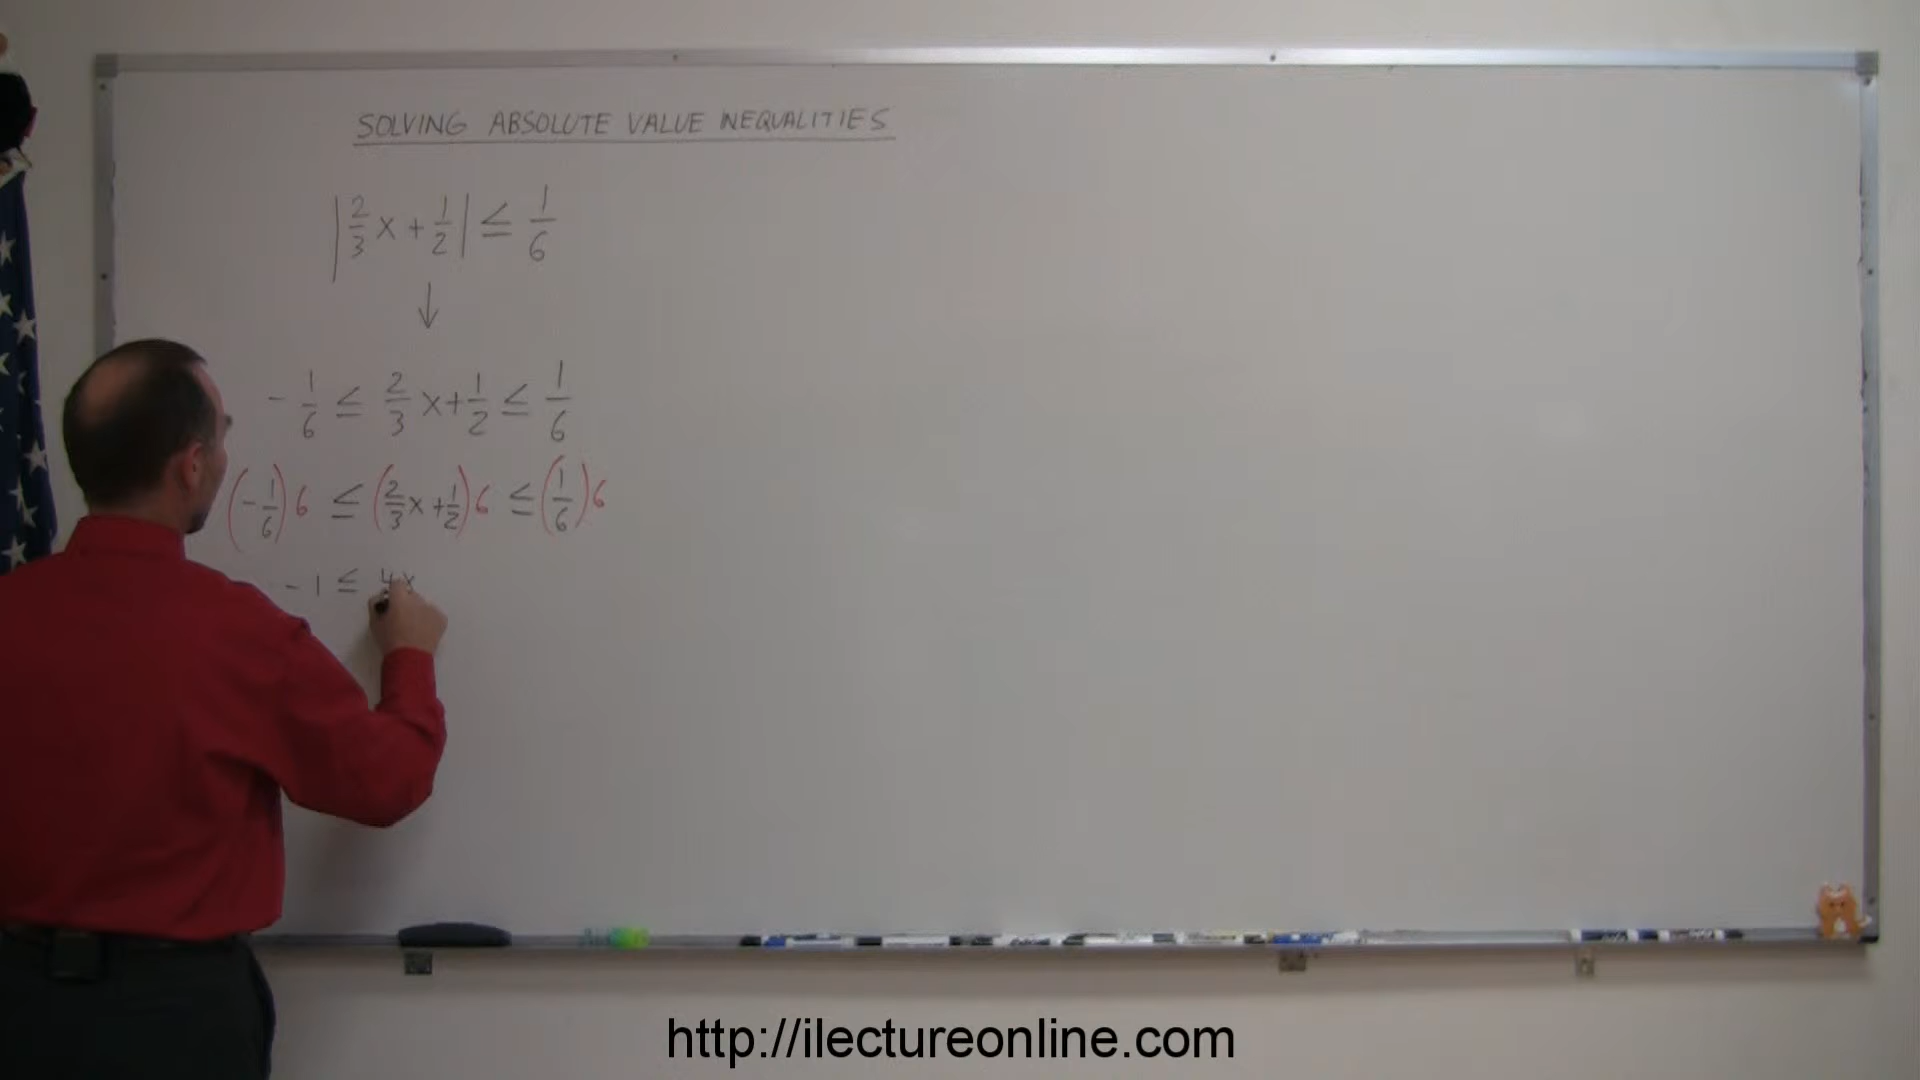 SOLVING ABSOLUTE VALUE INEQUALITIES
|2/3 x + 1/2| ≤ 1/6
↓
- 1/6 ≤ 2/3 x + 1/2 ≤ 1/6
(- 1/6) 6 ≤ (2/3 x + 1/2) 6 ≤ (1/6) 6
- 1 ≤ 4x
http://ilectureonline.com